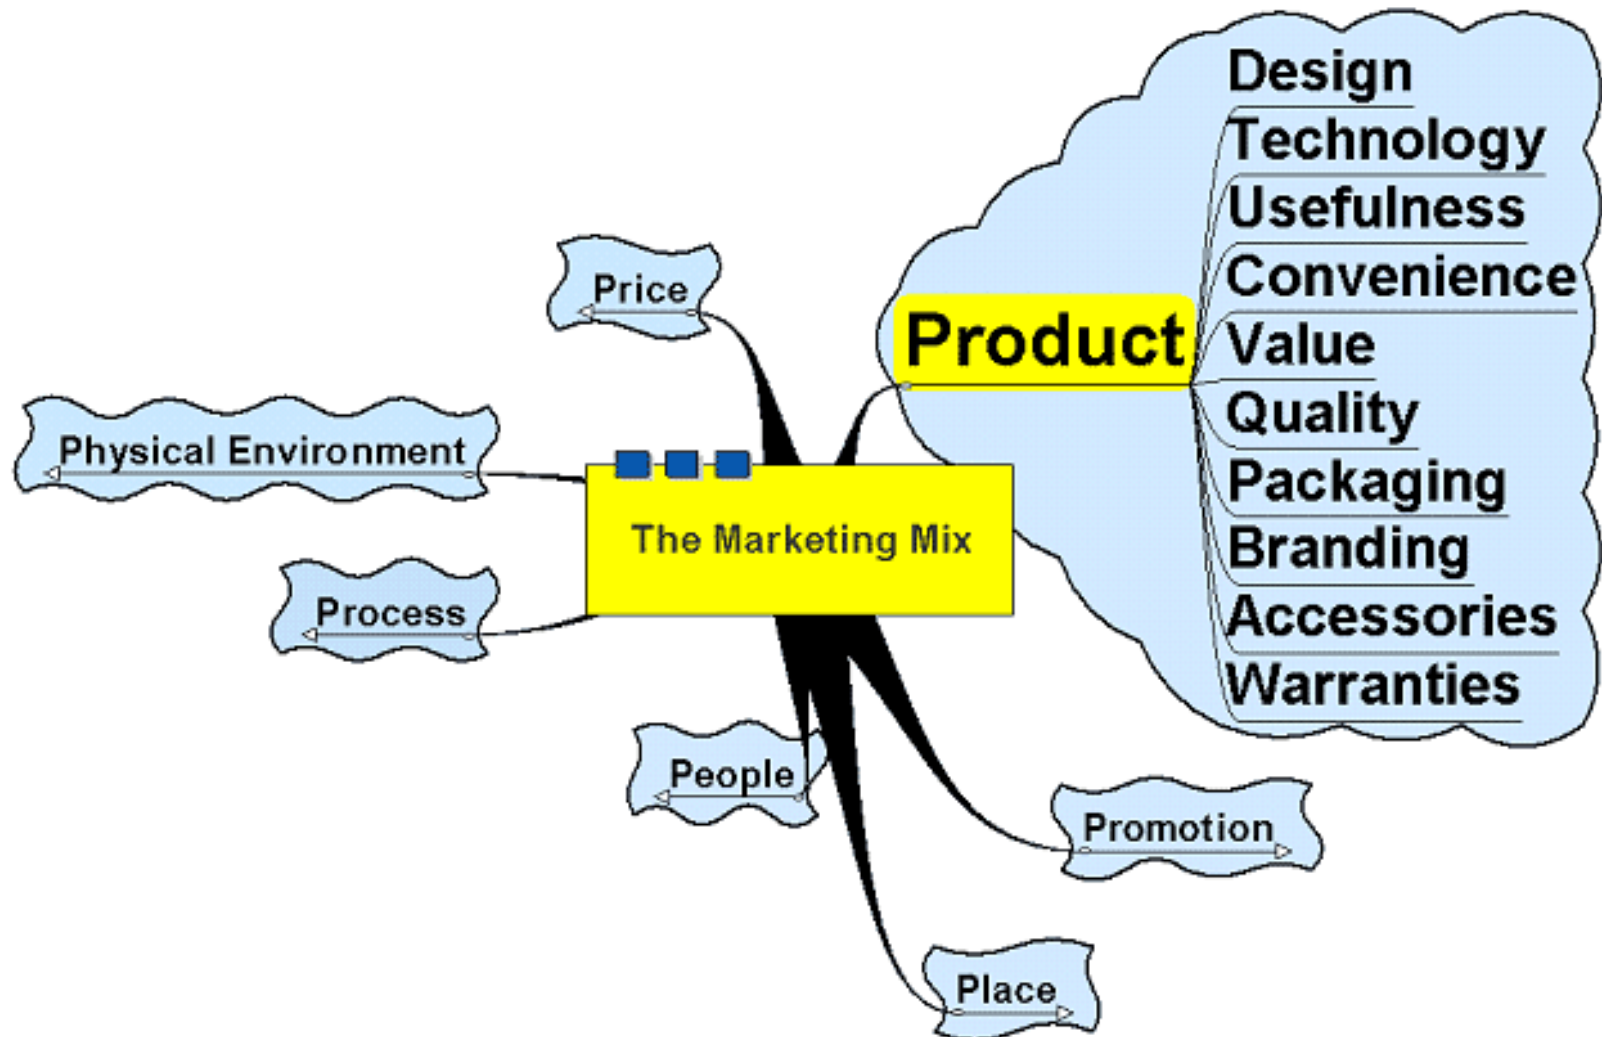 Design
Technology
Usefulness
Convenience
Value
Quality
Packaging
Branding
Accessories
Warranties
Product
Price
Physical Environment
The Marketing Mix
Process
People
Promotion
Place